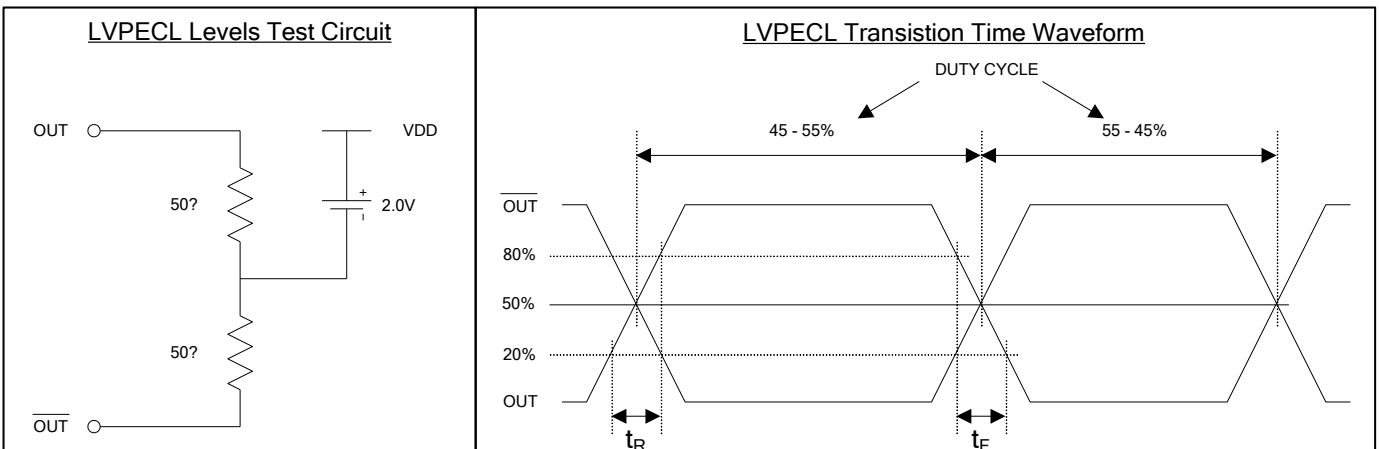 LVPECL Levels Test Circuit
OUT
VDD
50?
+
2.0V
-
50?
OUT
LVPECL Transistion Time Waveform
DUTY CYCLE
45 - 55%
55 - 45%
OUT
80%
50%
20%
OUT
tR
tF